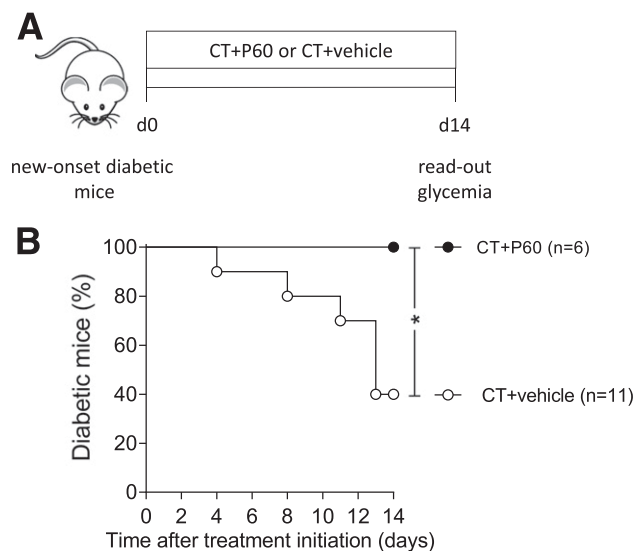 A
CT+P60 or CT+vehicle
d0
d14
new-onset diabetic
mice
read-out
glycemia
B
Diabetic mice (%)
100
80
60
40
20
0
0 2 4 6 8 10 12 14
Time after treatment initiation (days)
*
CT+P60 (n=6)
CT+vehicle (n=11)